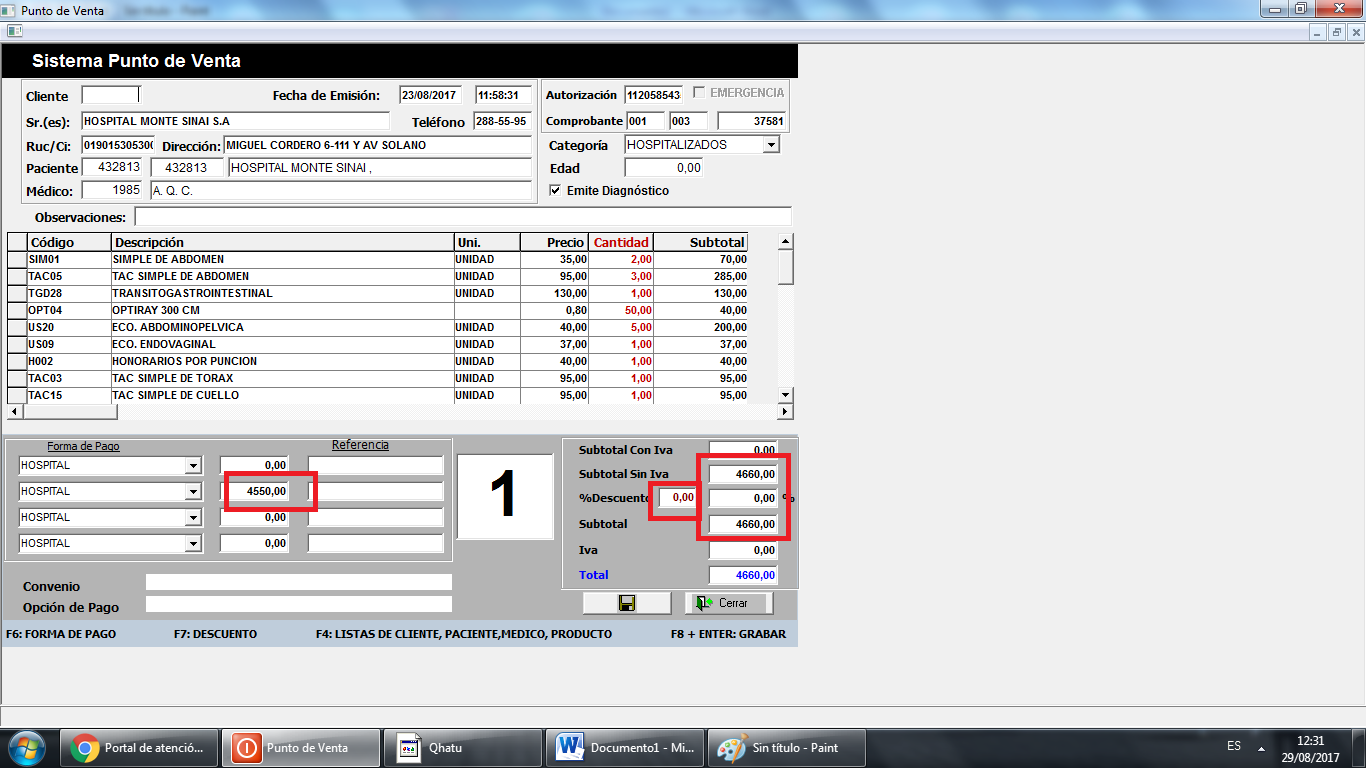 Punto de Venta
Sistema Punto de Venta
Cliente
Fecha de Emisión: 23/08/2017 11:58:31
Autorización 112058543 EMERGENCIA
Sr.(es): HOSPITAL MONTE SINAI S.A Teléfono 288-55-95
Comprobante 001 003 37581
Ruc/Ci: 019015305300 Dirección: MIGUEL CORDERO 6-111 Y AV SOLANO
Categoría HOSPITALIZADOS
Paciente 432813 432813 HOSPITAL MONTE SINAI ,
Edad 0,00
Médico: 1985 A. Q. C.
Emite Diagnóstico
Observaciones:
Código Descripción Uni. Precio Cantidad Subtotal
SIM01 SIMPLE DE ABDOMEN UNIDAD 35,00 2,00 70,00
TAC05 TAC SIMPLE DE ABDOMEN UNIDAD 95,00 3,00 285,00
TGD28 TRANSITOGASTROINTESTINAL UNIDAD 130,00 1,00 130,00
OPT04 OPTIRAY 300 CM 0,80 50,00 40,00
US20 ECO. ABDOMINOPELVICA UNIDAD 40,00 5,00 200,00
US09 ECO. ENDOVAGINAL UNIDAD 37,00 1,00 37,00
H002 HONORARIOS POR PUNCION UNIDAD 40,00 1,00 40,00
TAC03 TAC SIMPLE DE TORAX UNIDAD 95,00 1,00 95,00
TAC15 TAC SIMPLE DE CUELLO UNIDAD 95,00 1,00 95,00
Forma de Pago Referencia
HOSPITAL 0,00
HOSPITAL 4550,00
HOSPITAL 0,00
HOSPITAL 0,00
1
Subtotal Con Iva 0,00
Subtotal Sin Iva 4660,00
%Descuento 0,00 0,00 %
Subtotal 4660,00
Iva 0,00
Total 4660,00
Convenio
Opción de Pago
Cerrar
F6: FORMA DE PAGO F7: DESCUENTO F4: LISTAS DE CLIENTE, PACIENTE,MEDICO, PRODUCTO F8 + ENTER: GRABAR
Portal de atenció... Punto de Venta Qhatu Documento1 - Mi... Sin título - Paint ES 12:31
29/08/2017